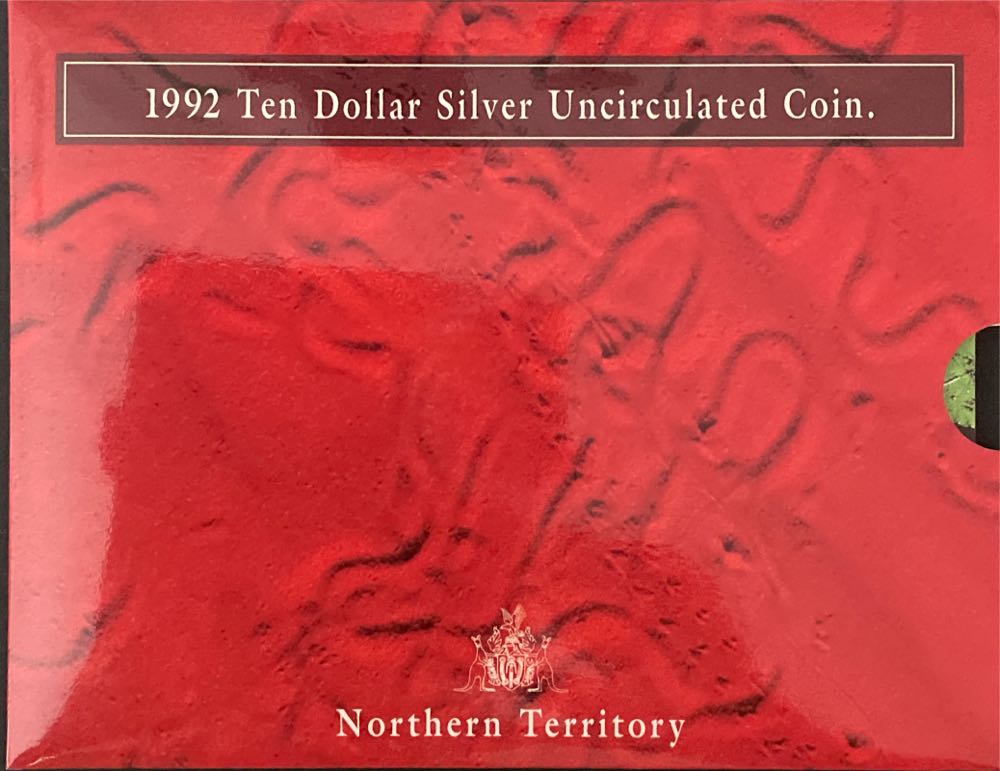 1992 Ten Dollar Silver Uncirculated Coin.
Northern Territory